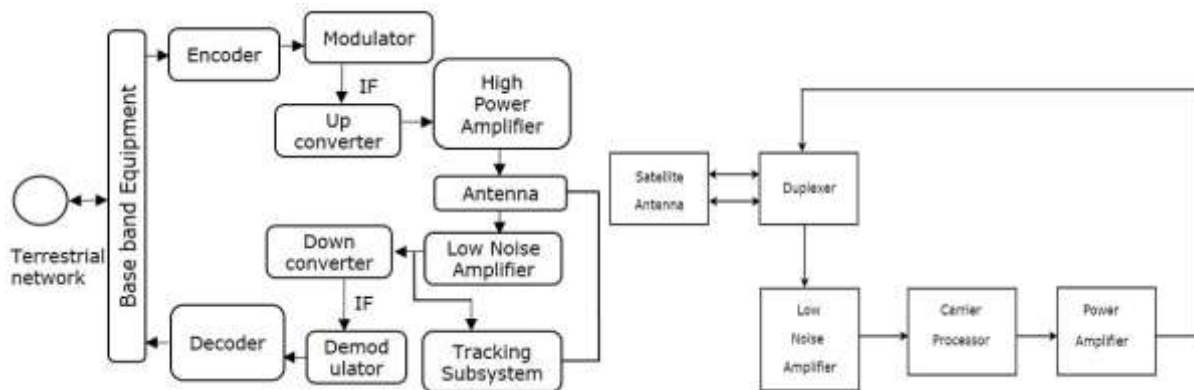 Encoder
Modulator
IF
Up
converter
High
Power
Amplifier
Base band Equipment
Terrestrial
network
Antenna
Low Noise
Amplifier
Down
converter
IF
Demod
ulator
Decoder
Tracking
Subsystem
Satellite
Antenna
Duplexer
Low
Noise
Amplifier
Carrier
Processor
Power
Amplifier